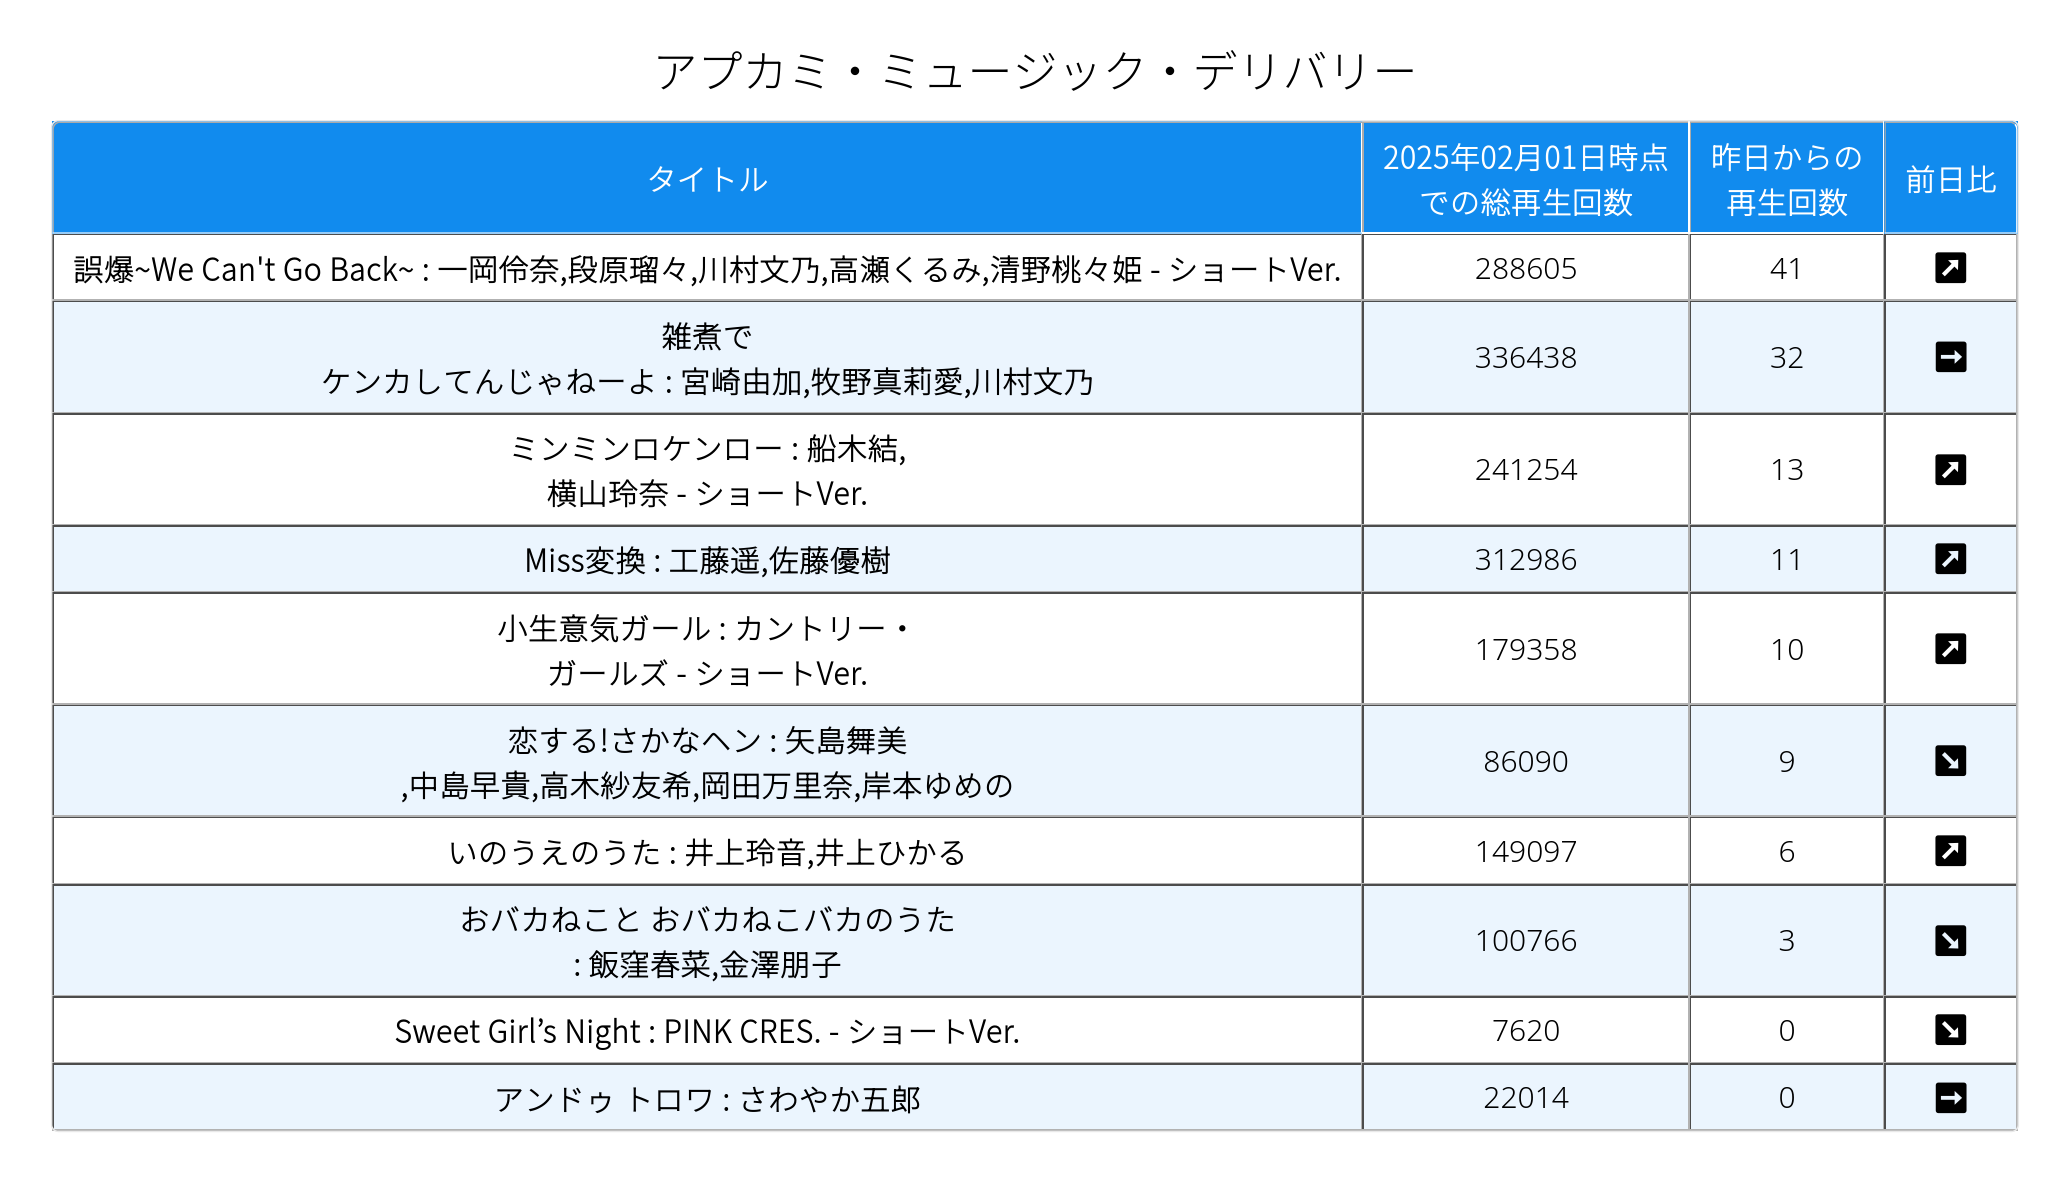 アプカミ・ミュージック・デリバリー
タイトル
2025年02月01日時点
での総再生回数
昨日からの
再生回数
前日比
誤爆~We Can't Go Back~ : 一岡伶奈,段原瑠々,川村文乃,高瀬くるみ,清野桃々姫 - ショートVer.
288605
41
雑煮で
ケンカしてんじゃねーよ : 宮崎由加,牧野真莉愛,川村文乃
336438
32
ミンミンロケンロー : 船木結,
横山玲奈 - ショートVer.
241254
13
Miss変換 : 工藤遥,佐藤優樹
312986
11
小生意気ガール : カントリー・
ガールズ - ショートVer.
179358
10
恋する!さかなヘン : 矢島舞美
,中島早貴,高木紗友希,岡田万里奈,岸本ゆめの
86090
9
いのうえのうた : 井上玲音,井上ひかる
149097
6
おバカねこと おバカねこバカのうた
: 飯窪春菜,金澤朋子
100766
3
Sweet Girl’s Night : PINK CRES. - ショートVer.
7620
0
アンドゥ トロワ : さわやか五郎
22014
0